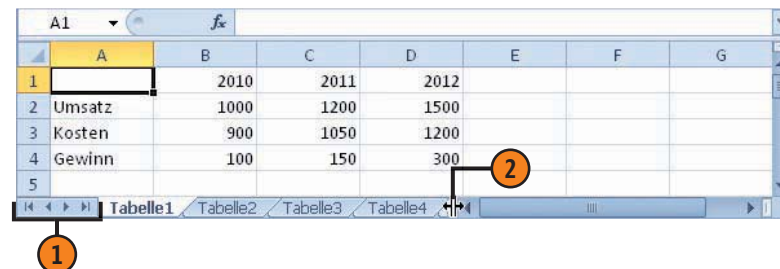 A1 fx
A B C D E F G
1 2010 2011 2012
2 Umsatz 1000 1200 1500
3 Kosten 900 1050 1200
4 Gewinn 100 150 300
5
2
Tabelle1 Tabelle2 Tabelle3 Tabelle4
1